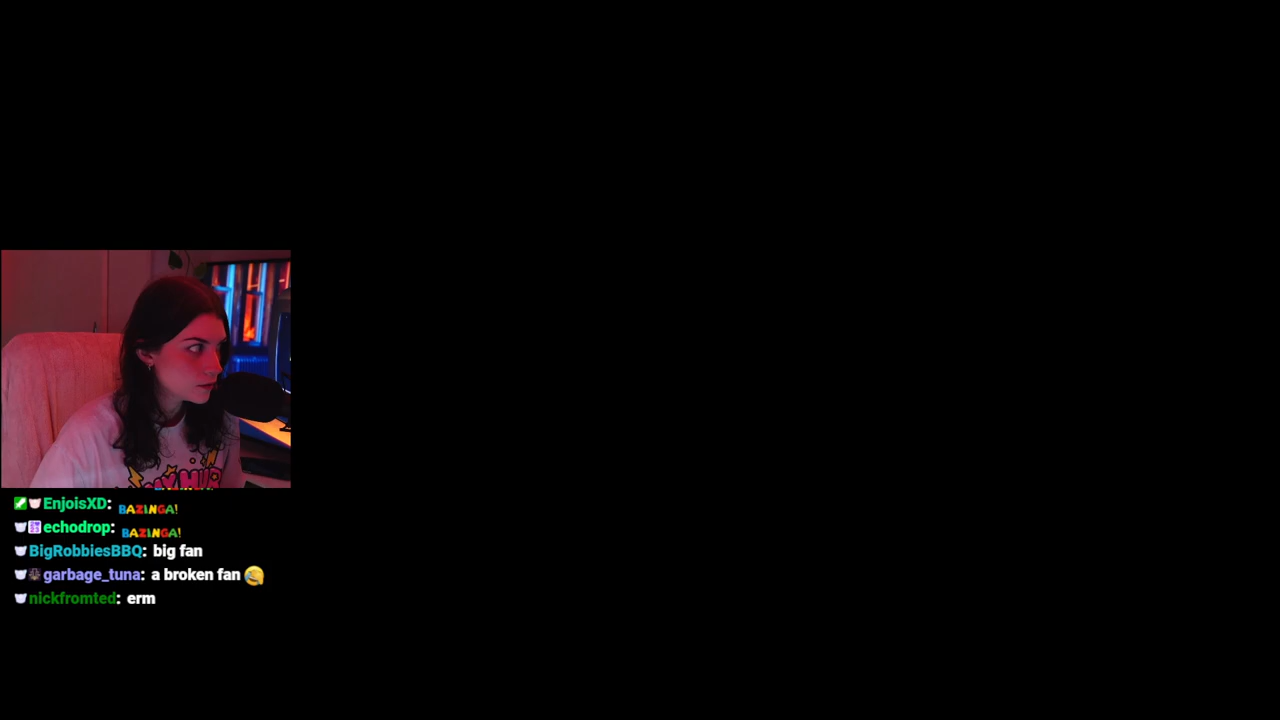 EnjoisXD: BAZINGA!
echodrop: BAZINGA!
BigRobbiesBBQ: big fan
garbage_tuna: a broken fan
nickfromted: erm